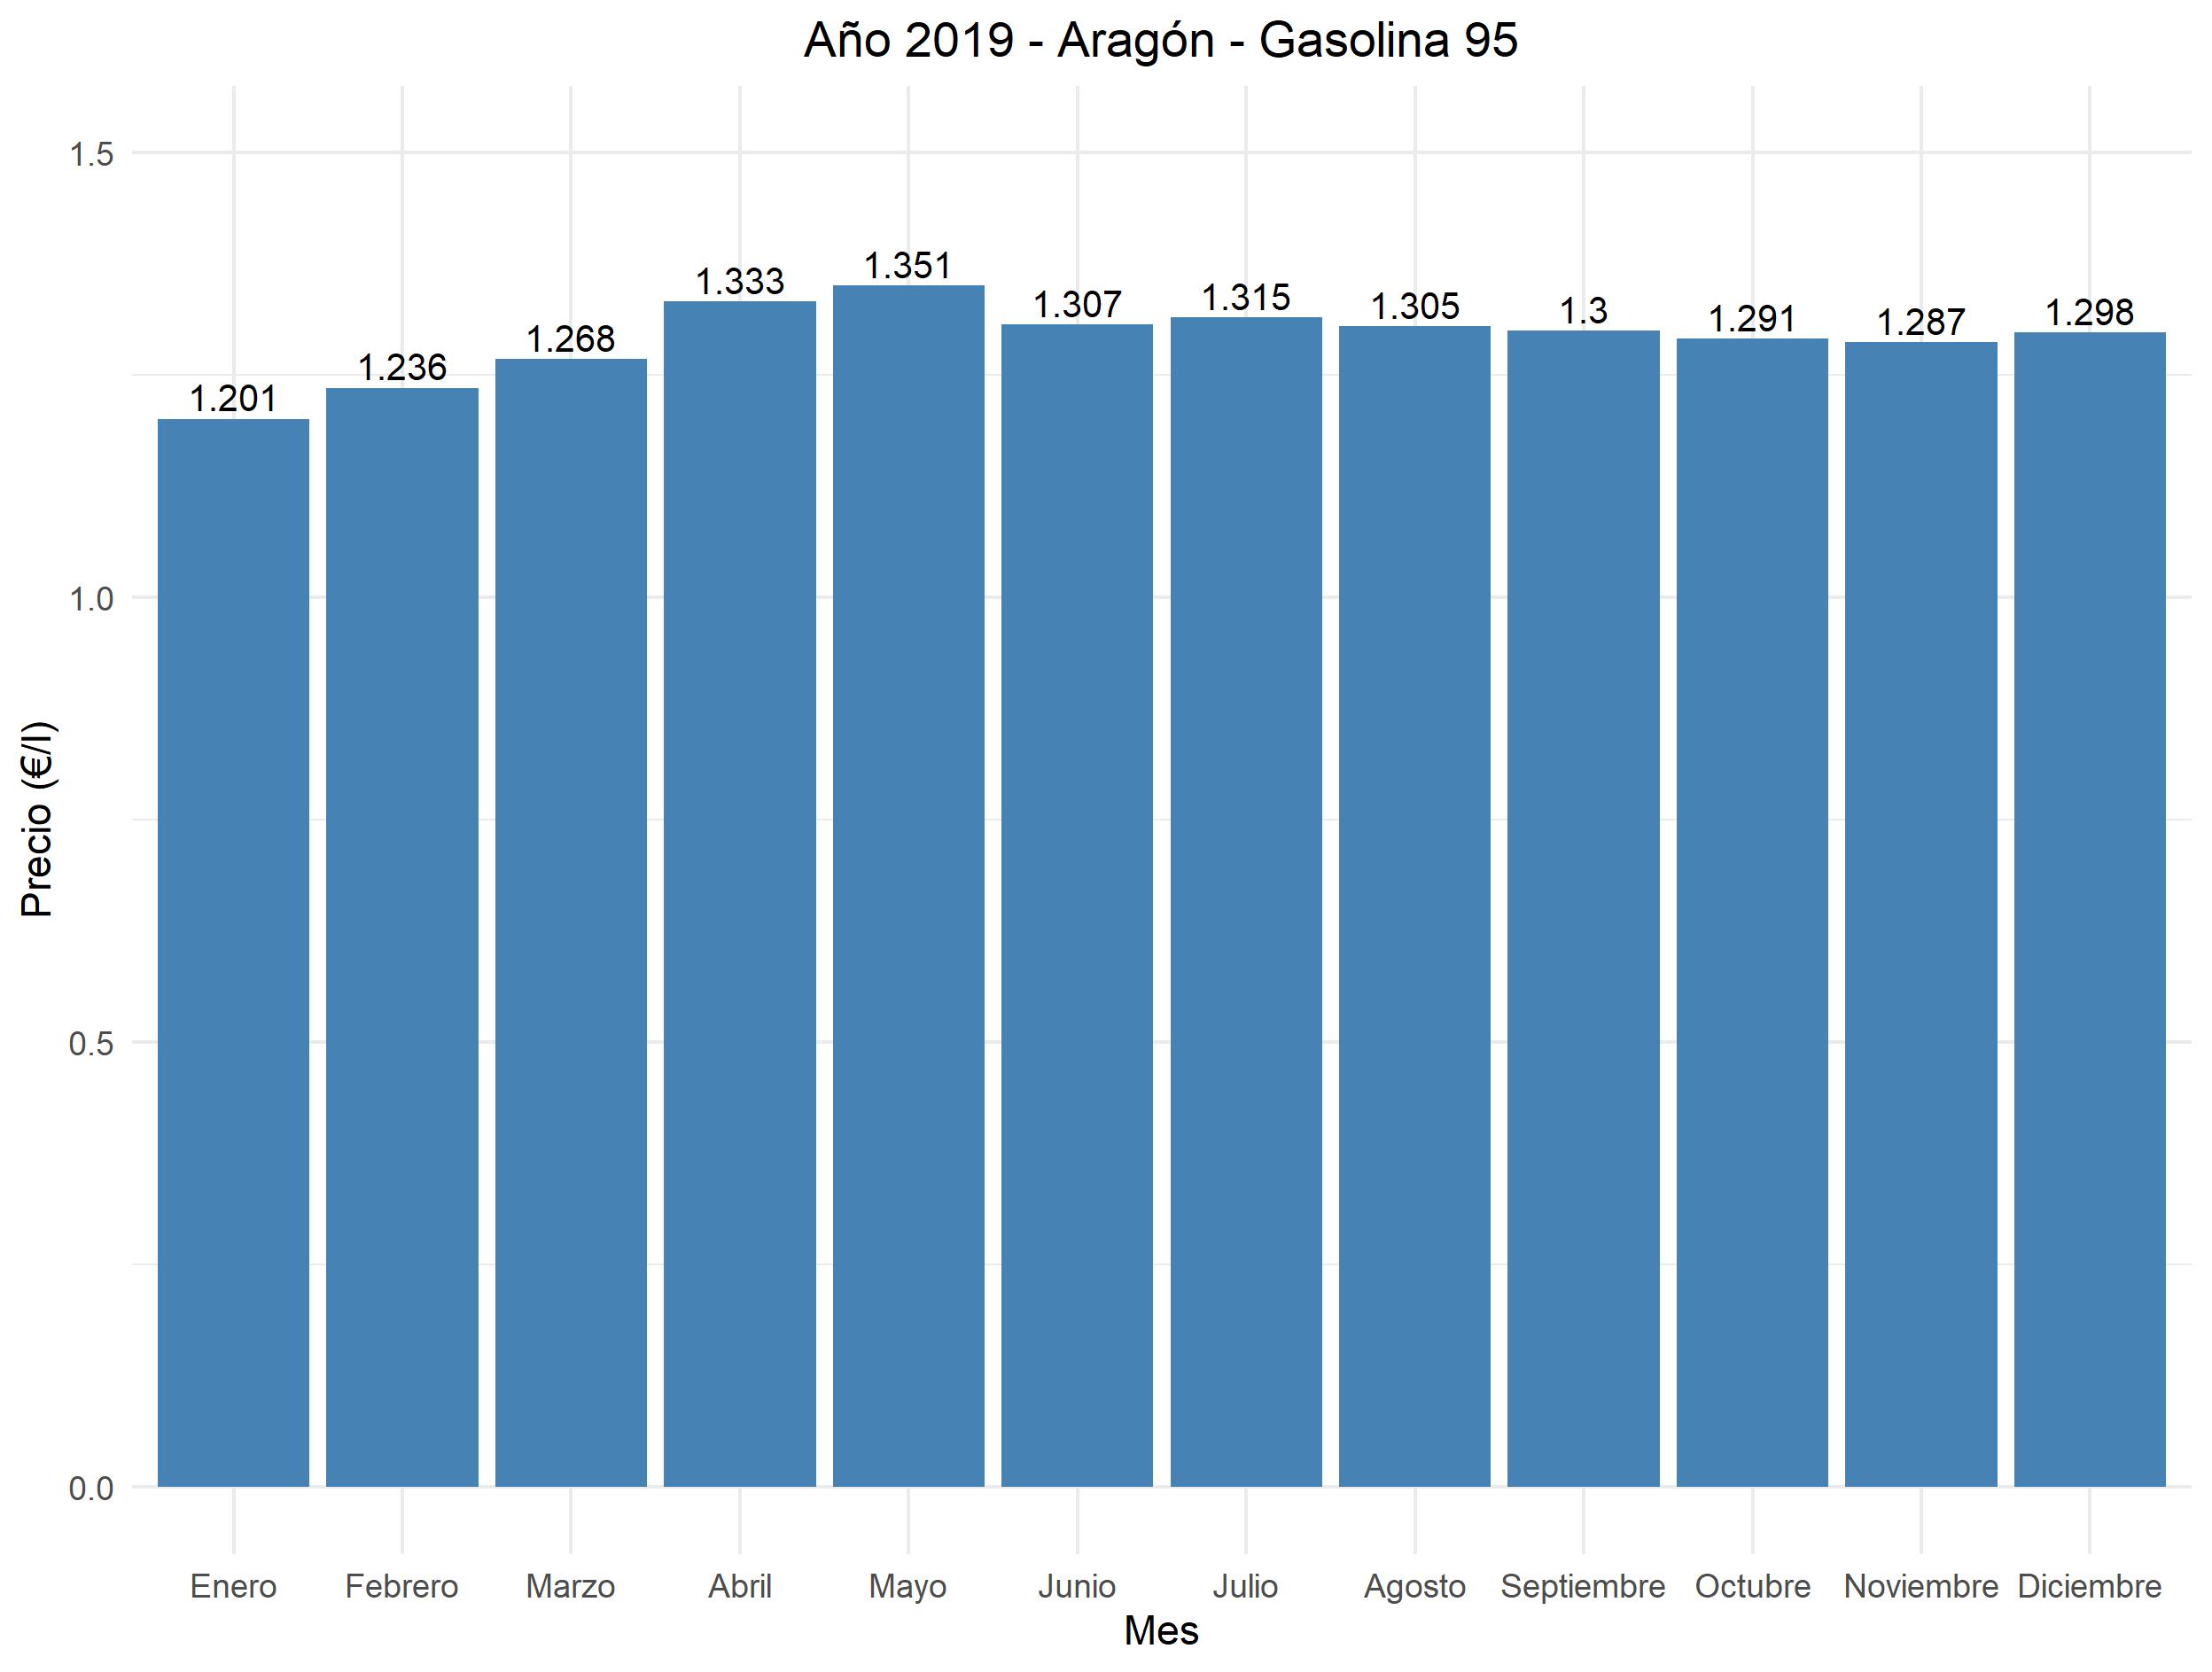 Año 2019 - Aragón - Gasolina 95
1.5
1.0
0.5
0.0
Precio (€/l)
1.201
1.236
1.268
1.333
1.351
1.307
1.315
1.305
1.3
1.291
1.287
1.298
Enero
Febrero
Marzo
Abril
Mayo
Junio
Julio
Agosto
Septiembre
Octubre
Noviembre
Diciembre
Mes